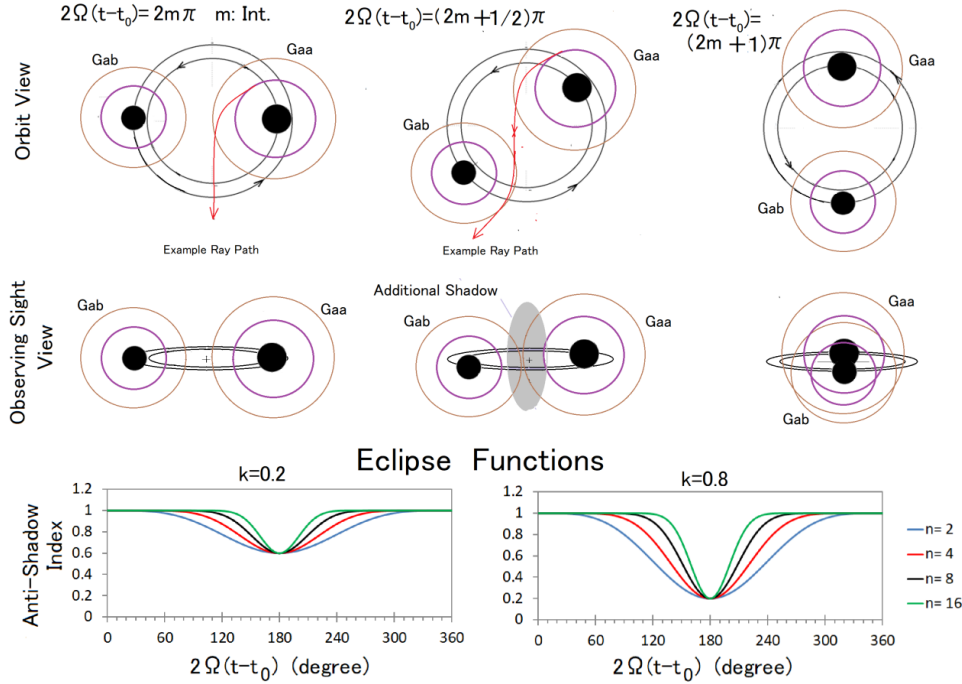 2Ω(t-t₀)=2mπ   m: Int.
2Ω(t-t₀)=(2m+1/2)π
2Ω(t-t₀)=
(2m+1)π
Orbit View
Gab
Gaa
Gaa
Gab
Gaa
Gab
Example Ray Path
Example Ray Path
Observing Sight
View
Gab
Gaa
Additional Shadow
Gab
Gaa
Gaa
Gab
Eclipse Functions
k=0.2
k=0.8
Anti-Shadow
Index
1.2
1
0.8
0.6
0.4
0.2
0
0 60 120 180 240 300 360
2Ω(t-t₀) (degree)
1.2
1
0.8
0.6
0.4
0.2
0
0 60 120 180 240 300 360
2Ω(t-t₀) (degree)
n= 2
n= 4
n= 8
n= 16